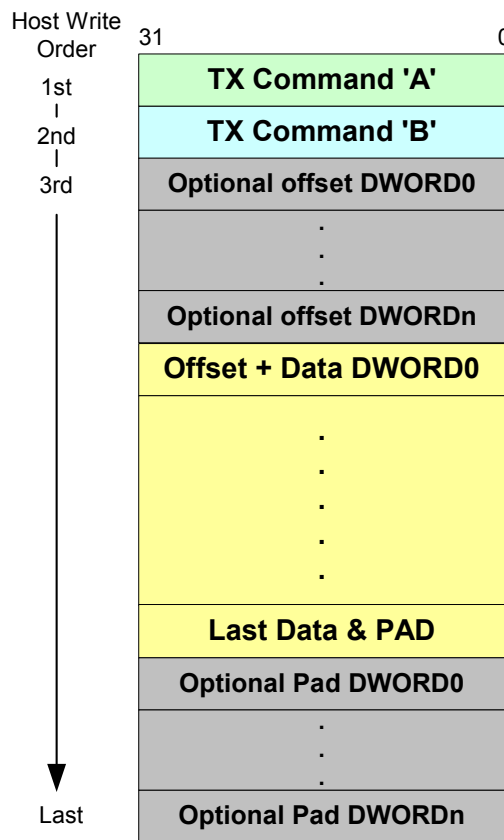 Host Write
Order
31
0
1st
2nd
3rd
Last
TX Command 'A'
TX Command 'B'
Optional offset DWORD0
.
.
.
Optional offset DWORDn
Offset + Data DWORD0
.
.
.
.
.
Last Data & PAD
Optional Pad DWORD0
.
.
.
Optional Pad DWORDn